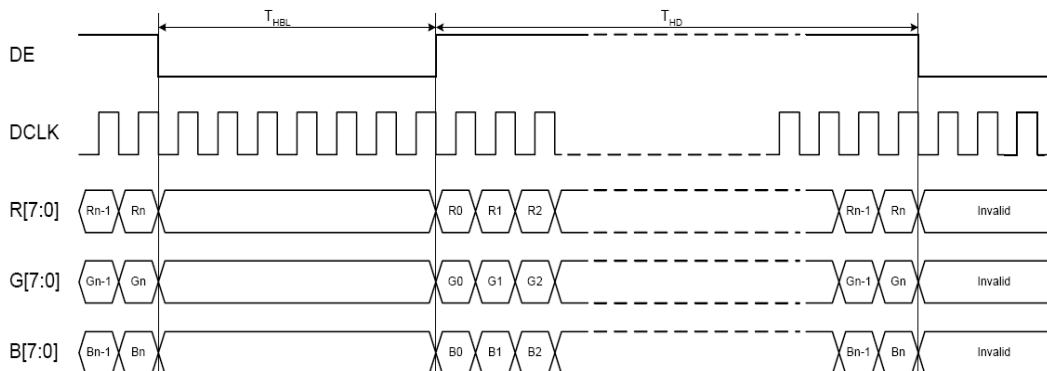 T_HBL T_HD
DE
DCLK
R[7:0] Rn-1 Rn R0 R1 R2 Rn-1 Rn Invalid
G[7:0] Gn-1 Gn G0 G1 G2 Gn-1 Gn Invalid
B[7:0] Bn-1 Bn B0 B1 B2 Bn-1 Bn Invalid